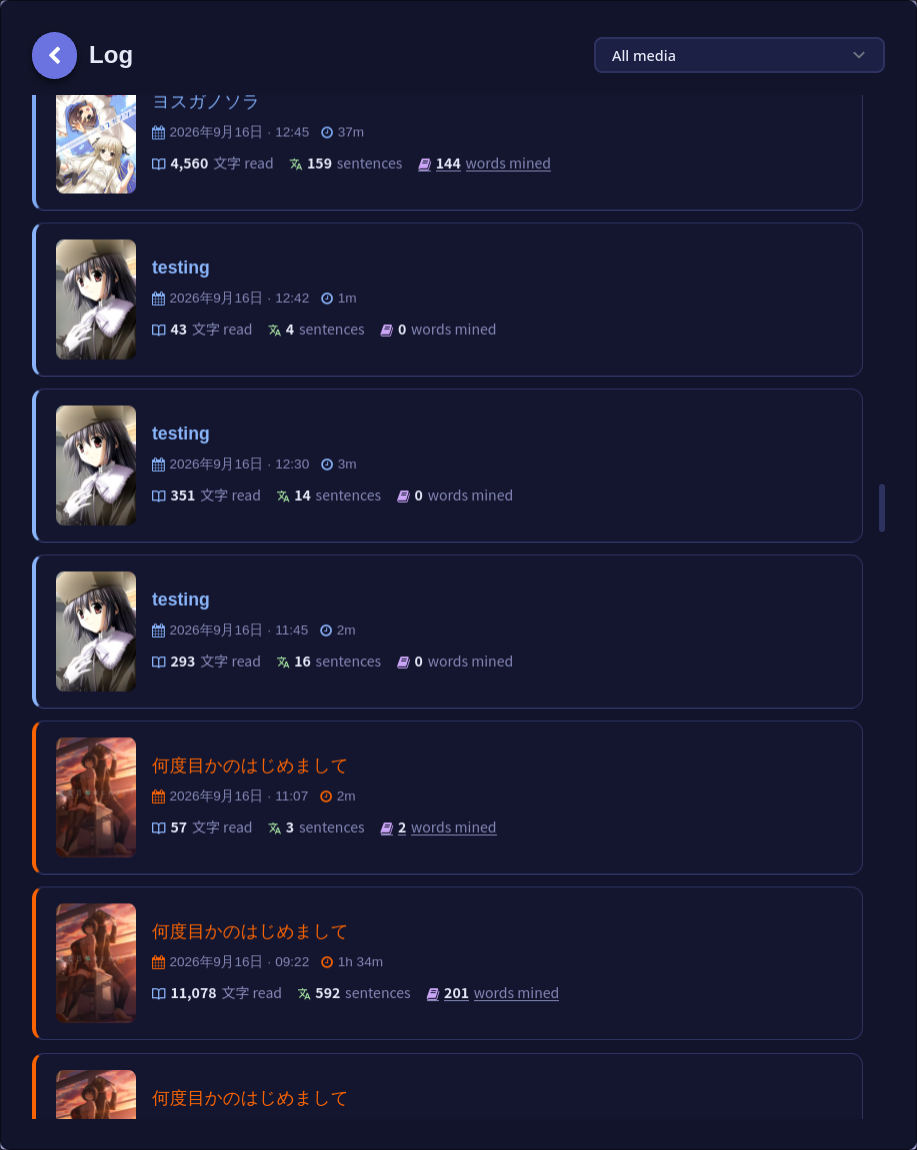 Log
All media
ヨスガノソラ
2026年9月16日 · 12:45 37m
4,560 文字 read 159 sentences 144 words mined
testing
2026年9月16日 · 12:42 1m
43 文字 read 4 sentences 0 words mined
testing
2026年9月16日 · 12:30 3m
351 文字 read 14 sentences 0 words mined
testing
2026年9月16日 · 11:45 2m
293 文字 read 16 sentences 0 words mined
何度目かのはじめまして
2026年9月16日 · 11:07 2m
57 文字 read 3 sentences 2 words mined
何度目かのはじめまして
2026年9月16日 · 09:22 1h 34m
11,078 文字 read 592 sentences 201 words mined
何度目かのはじめまして